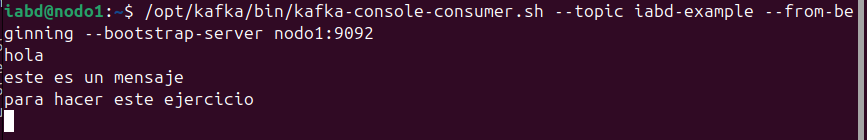 iabd@nodo1:~$ /opt/kafka/bin/kafka-console-consumer.sh --topic iabd-example --from-be
ginning --bootstrap-server nodo1:9092
hola
este es un mensaje
para hacer este ejercicio